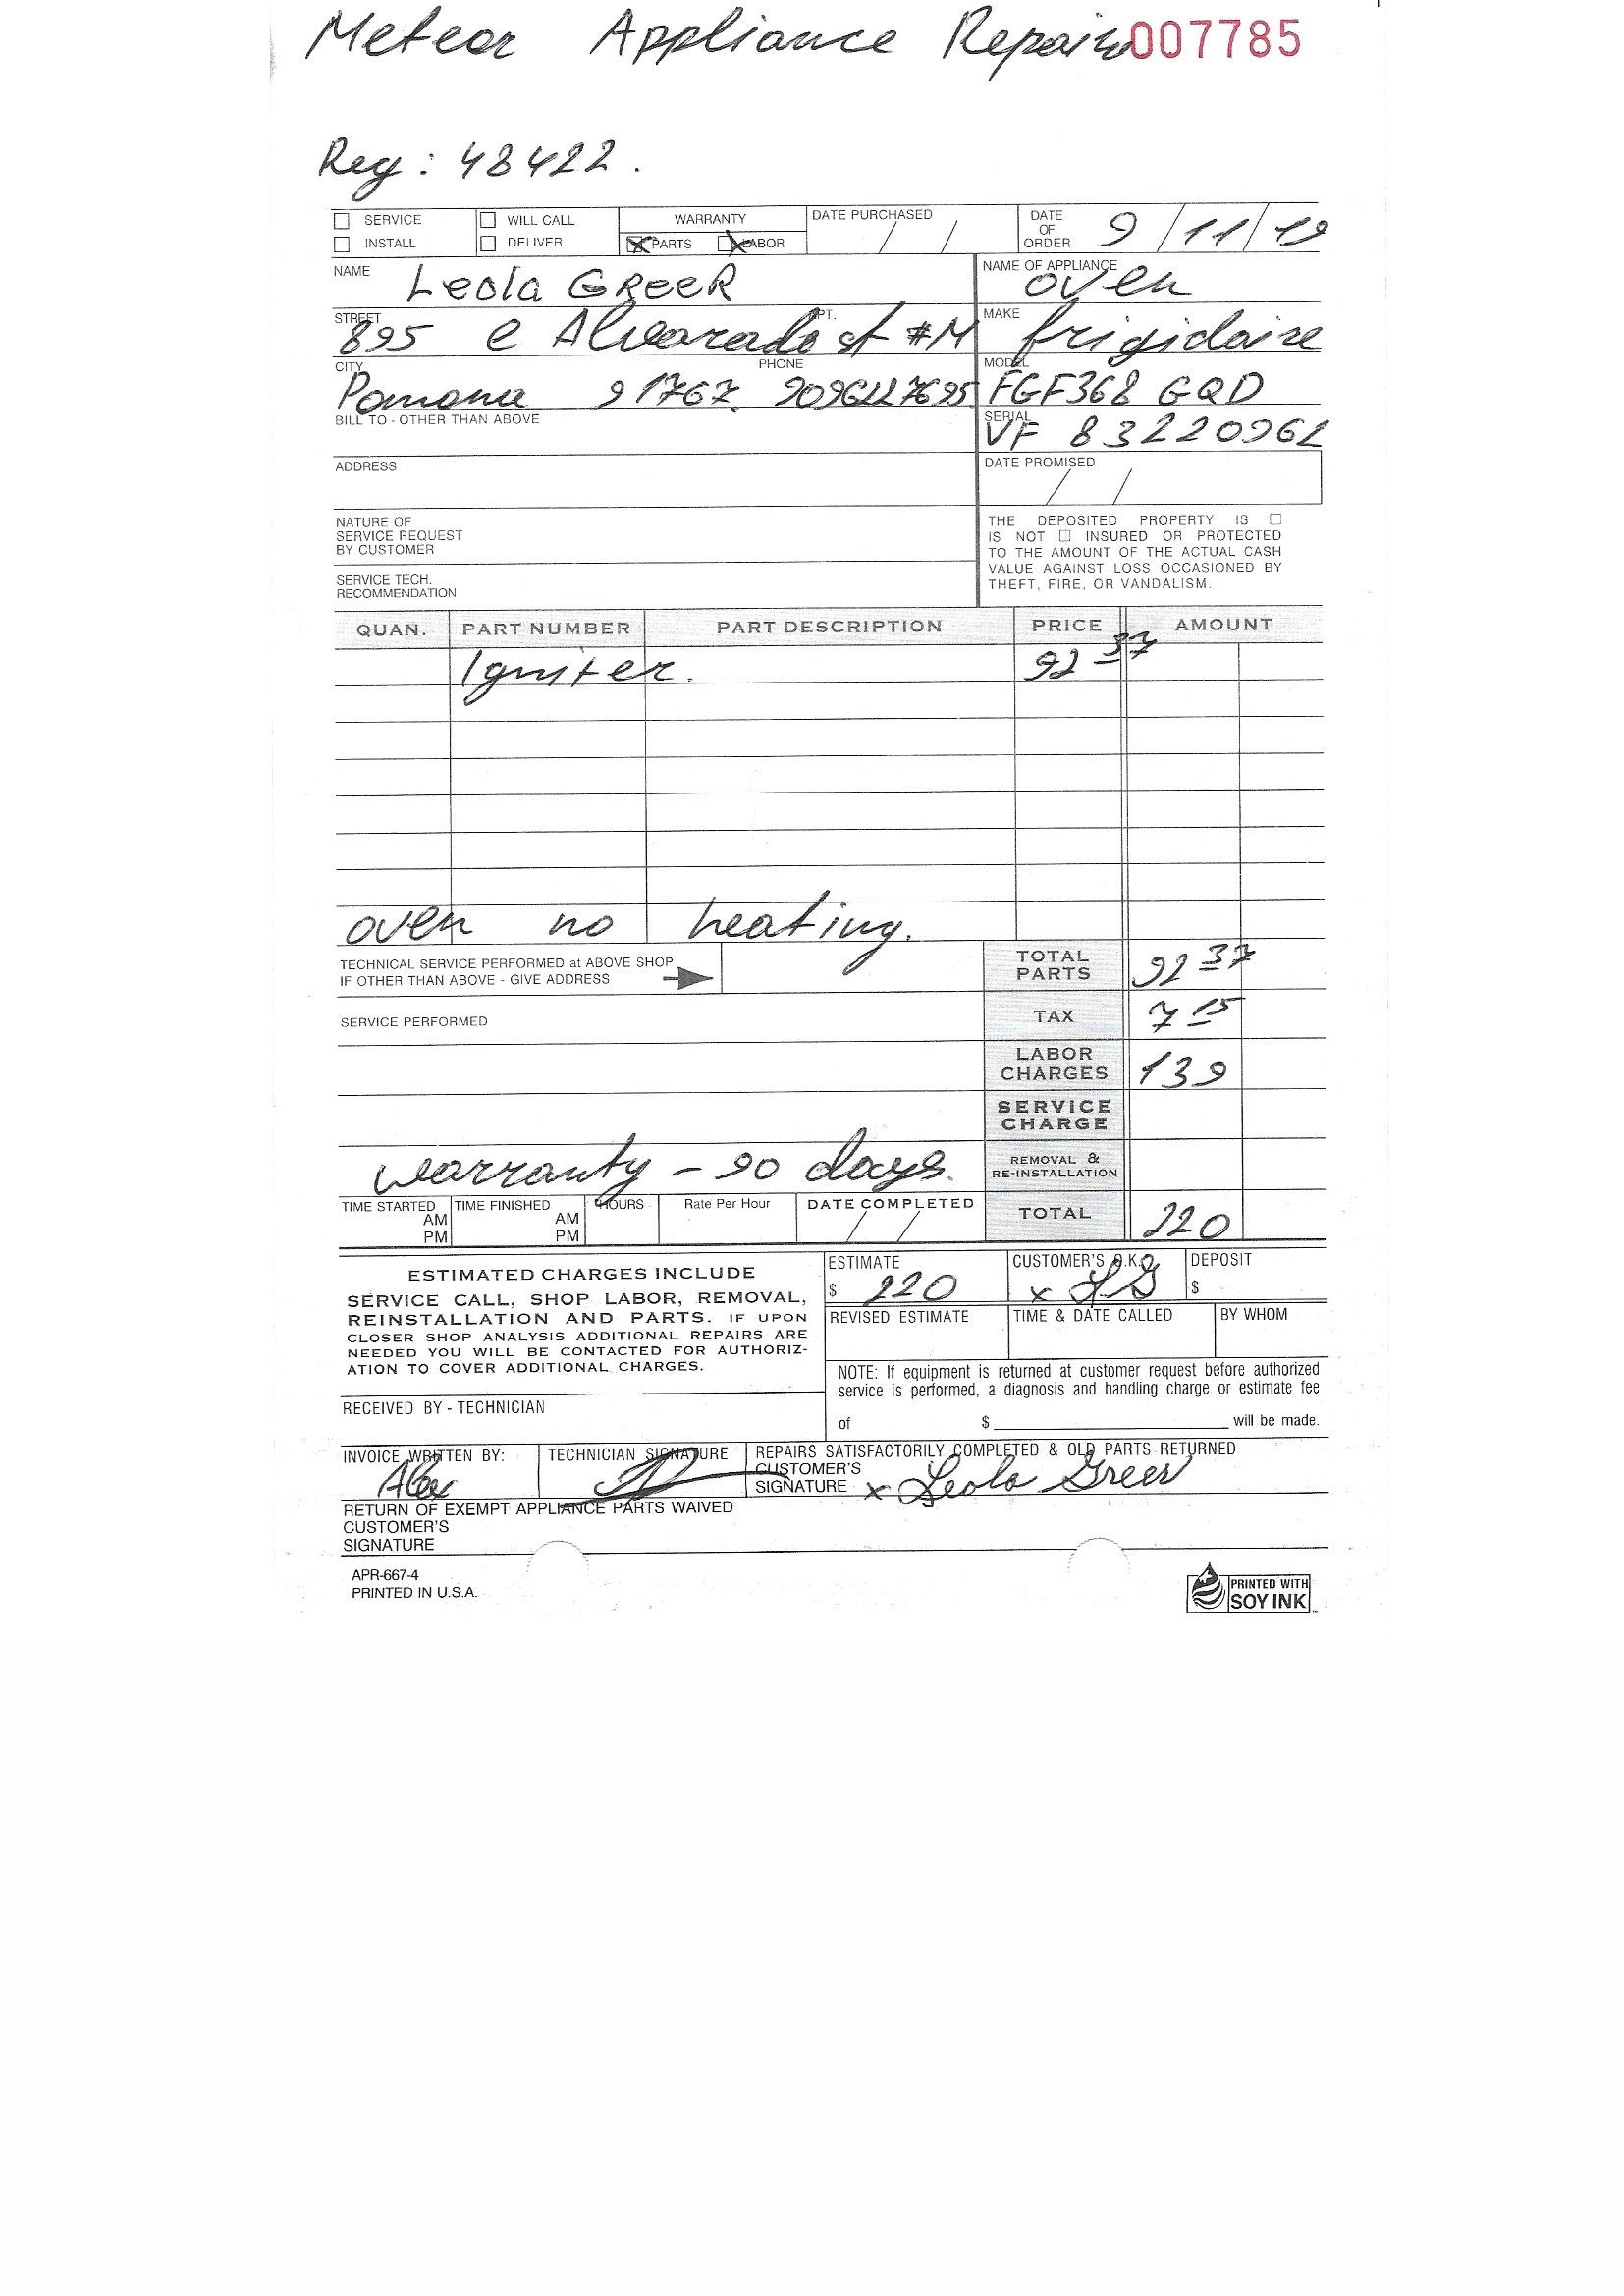 Meteor Appliance Repair 007785
Reg: 48422.
SERVICE WILL CALL WARRANTY DATE PURCHASED DATE OF ORDER 9/11/19
INSTALL DELIVER PARTS LABOR / /
NAME Leola GReeR NAME OF APPLIANCE oven
STREET 895 e Alvarado st APT. #M MAKE frigidaire
CITY Pomona 91767. PHONE MODEL FGF368 GQD
BILL TO - OTHER THAN ABOVE SERIAL VF 83220962
ADDRESS DATE PROMISED / /
NATURE OF
SERVICE REQUEST
BY CUSTOMER
SERVICE TECH.
RECOMMENDATION
THE DEPOSITED PROPERTY IS
IS NOT INSURED OR PROTECTED
TO THE AMOUNT OF THE ACTUAL CASH
VALUE AGAINST LOSS OCCASIONED BY
THEFT, FIRE, OR VANDALISM.
QUAN. PART NUMBER PART DESCRIPTION PRICE AMOUNT
Igniter. 92 37
oven no heating.
TECHNICAL SERVICE PERFORMED at ABOVE SHOP
IF OTHER THAN ABOVE - GIVE ADDRESS
TOTAL PARTS 92 37
SERVICE PERFORMED TAX 7 15
LABOR CHARGES 139
SERVICE CHARGE
warranty - 90 days. REMOVAL & RE-INSTALLATION
TIME STARTED AM PM TIME FINISHED AM PM HOURS Rate Per Hour DATE COMPLETED / / TOTAL 220
ESTIMATED CHARGES INCLUDE
SERVICE CALL, SHOP LABOR, REMOVAL,
REINSTALLATION AND PARTS. IF UPON
CLOSER SHOP ANALYSIS ADDITIONAL REPAIRS ARE
NEEDED YOU WILL BE CONTACTED FOR AUTHORIZ-
ATION TO COVER ADDITIONAL CHARGES.
ESTIMATE $ 220 CUSTOMER'S O.K. x LG DEPOSIT $
REVISED ESTIMATE TIME & DATE CALLED BY WHOM
NOTE: If equipment is returned at customer request before authorized
service is performed, a diagnosis and handling charge or estimate fee
of $ will be made.
RECEIVED BY - TECHNICIAN
INVOICE WRITTEN BY: Alex TECHNICIAN SIGNATURE REPAIRS SATISFACTORILY COMPLETED & OLD PARTS RETURNED
CUSTOMER'S
SIGNATURE x Leola Greer
RETURN OF EXEMPT APPLIANCE PARTS WAIVED
CUSTOMER'S
SIGNATURE
APR-667-4
PRINTED IN U.S.A.
PRINTED WITH
SOY INK